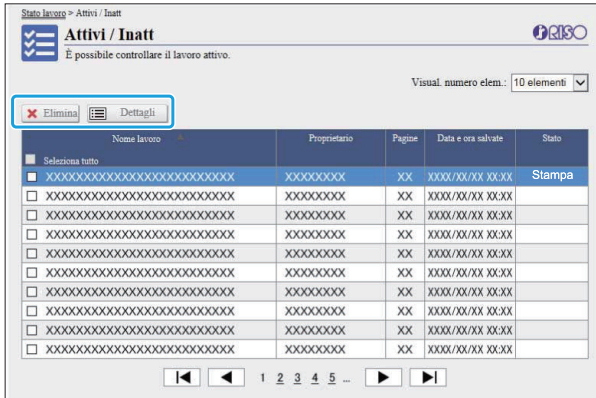 Stato lavoro > Attivi / Inatt
Attivi / Inatt
RISO
È possibile controllare il lavoro attivo.
Visual. numero elem.: 10 elementi
Elimina Dettagli
Nome lavoro Proprietario Pagine Data e ora salvate Stato
Seleziona tutto
XXXXXXXXXXXXXXXXXXXXXXXXX XXXXXXXX XX XXXX/XX/XX XX:XX Stampa
XXXXXXXXXXXXXXXXXXXXXXXXX XXXXXXXX XX XXXX/XX/XX XX:XX
XXXXXXXXXXXXXXXXXXXXXXXXX XXXXXXXX XX XXXX/XX/XX XX:XX
XXXXXXXXXXXXXXXXXXXXXXXXX XXXXXXXX XX XXXX/XX/XX XX:XX
XXXXXXXXXXXXXXXXXXXXXXXXX XXXXXXXX XX XXXX/XX/XX XX:XX
XXXXXXXXXXXXXXXXXXXXXXXXX XXXXXXXX XX XXXX/XX/XX XX:XX
XXXXXXXXXXXXXXXXXXXXXXXXX XXXXXXXX XX XXXX/XX/XX XX:XX
XXXXXXXXXXXXXXXXXXXXXXXXX XXXXXXXX XX XXXX/XX/XX XX:XX
XXXXXXXXXXXXXXXXXXXXXXXXX XXXXXXXX XX XXXX/XX/XX XX:XX
XXXXXXXXXXXXXXXXXXXXXXXXX XXXXXXXX XX XXXX/XX/XX XX:XX
1 2 3 4 5 ...